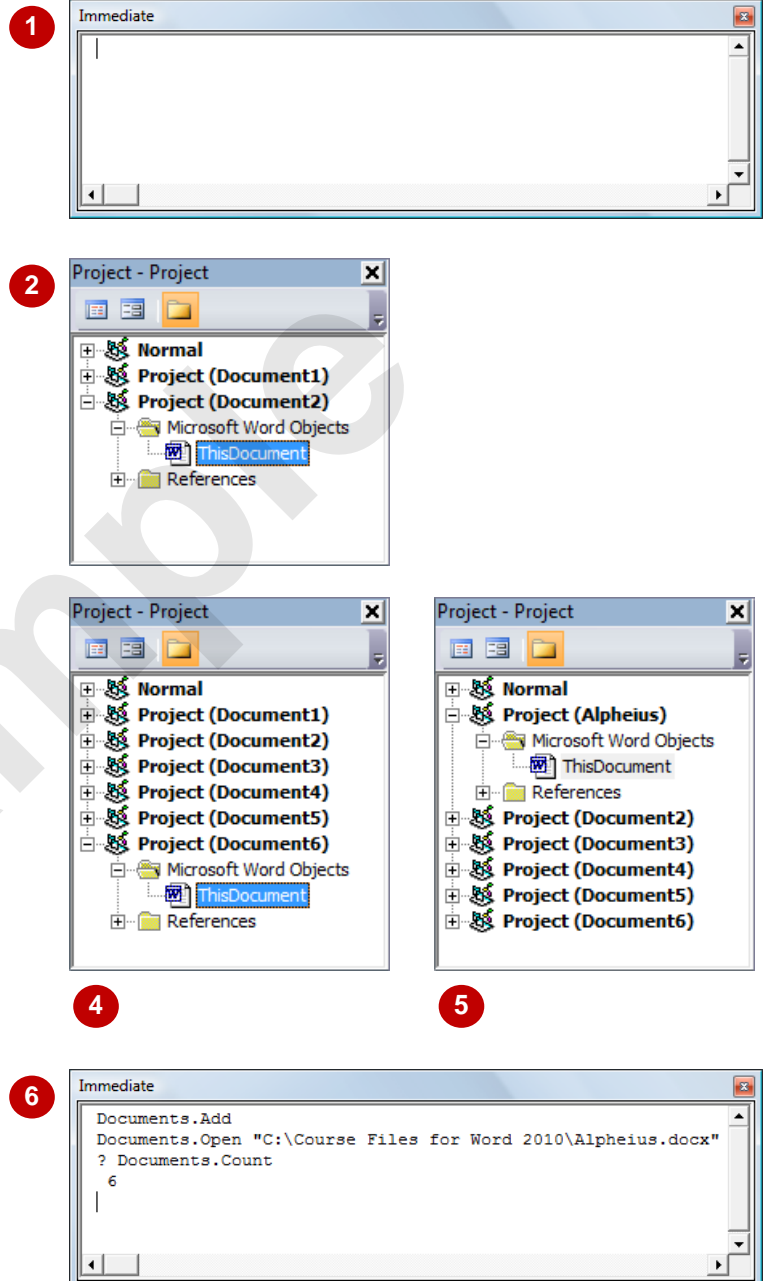 1
Immediate
2
Project - Project
Normal
Project (Document1)
Project (Document2)
Microsoft Word Objects
ThisDocument
References
Project - Project
Normal
Project (Document1)
Project (Document2)
Project (Document3)
Project (Document4)
Project (Document5)
Project (Document6)
Microsoft Word Objects
ThisDocument
References
4
Project - Project
Normal
Project (Alpheius)
Microsoft Word Objects
ThisDocument
References
Project (Document2)
Project (Document3)
Project (Document4)
Project (Document5)
Project (Document6)
5
6
Immediate
Documents.Add
Documents.Open "C:\Course Files for Word 2010\Alpheius.docx"
? Documents.Count
6
mple